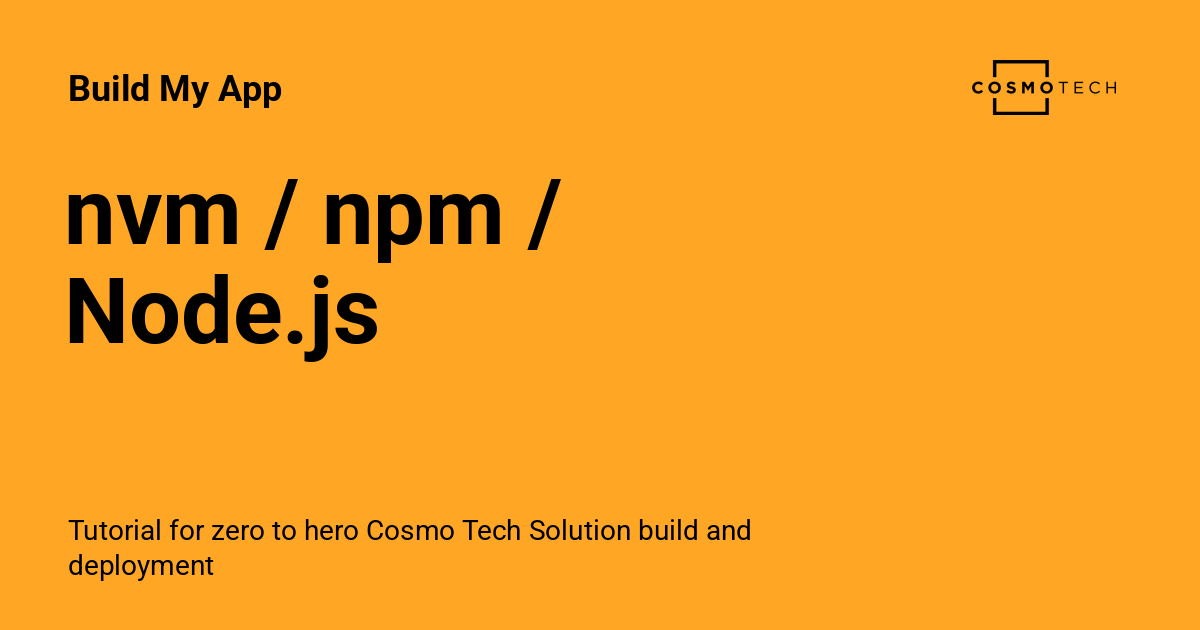 Build My App
COSMOTECH
nvm / npm /
Node.js
Tutorial for zero to hero Cosmo Tech Solution build and
deployment